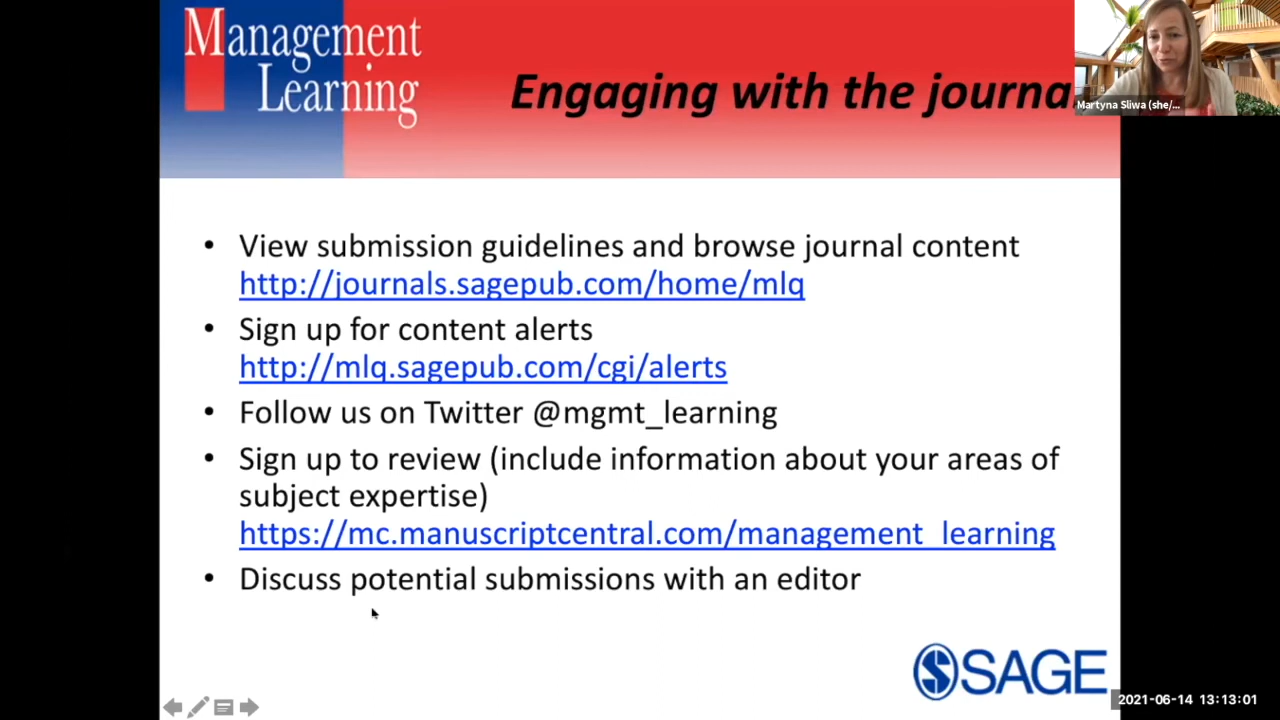 Management
Learning
Engaging with the journa
Martyna Sliwa (she/...
• View submission guidelines and browse journal content
http://journals.sagepub.com/home/mlq
• Sign up for content alerts
http://mlq.sagepub.com/cgi/alerts
• Follow us on Twitter @mgmt_learning
• Sign up to review (include information about your areas of
subject expertise)
https://mc.manuscriptcentral.com/management_learning
• Discuss potential submissions with an editor
SAGE
2021-06-14 13:13:01